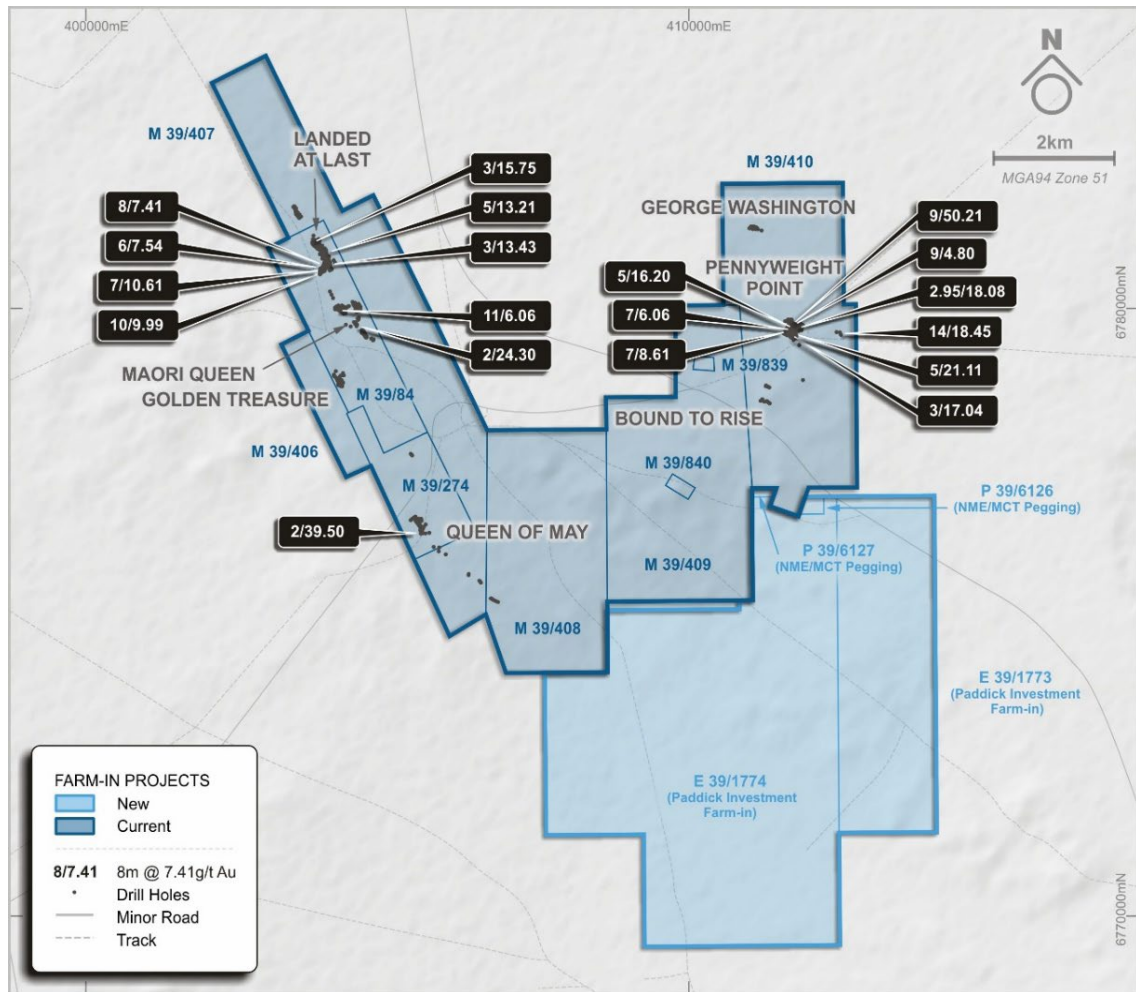 400000mE
410000mE
N
2km
MGA94 Zone 51
M 39/407
LANDED
AT LAST
3/15.75
5/13.21
3/13.43
8/7.41
6/7.54
7/10.61
10/9.99
11/6.06
2/24.30
MAORI QUEEN
GOLDEN TREASURE
M 39/84
M 39/406
M 39/274
2/39.50
QUEEN OF MAY
M 39/408
M 39/410
GEORGE WASHINGTON
PENNYWEIGHT
POINT
9/50.21
9/4.80
2.95/18.08
14/18.45
5/21.11
3/17.04
5/16.20
7/6.06
7/8.61
6780000mN
M 39/839
BOUND TO RISE
M 39/840
M 39/409
P 39/6126
(NME/MCT Pegging)
P 39/6127
(NME/MCT Pegging)
E 39/1773
(Paddick Investment
Farm-in)
E 39/1774
(Paddick Investment
Farm-in)
6770000mN
FARM-IN PROJECTS
New
Current
8/7.41 8m @ 7.41g/t Au
Drill Holes
Minor Road
Track